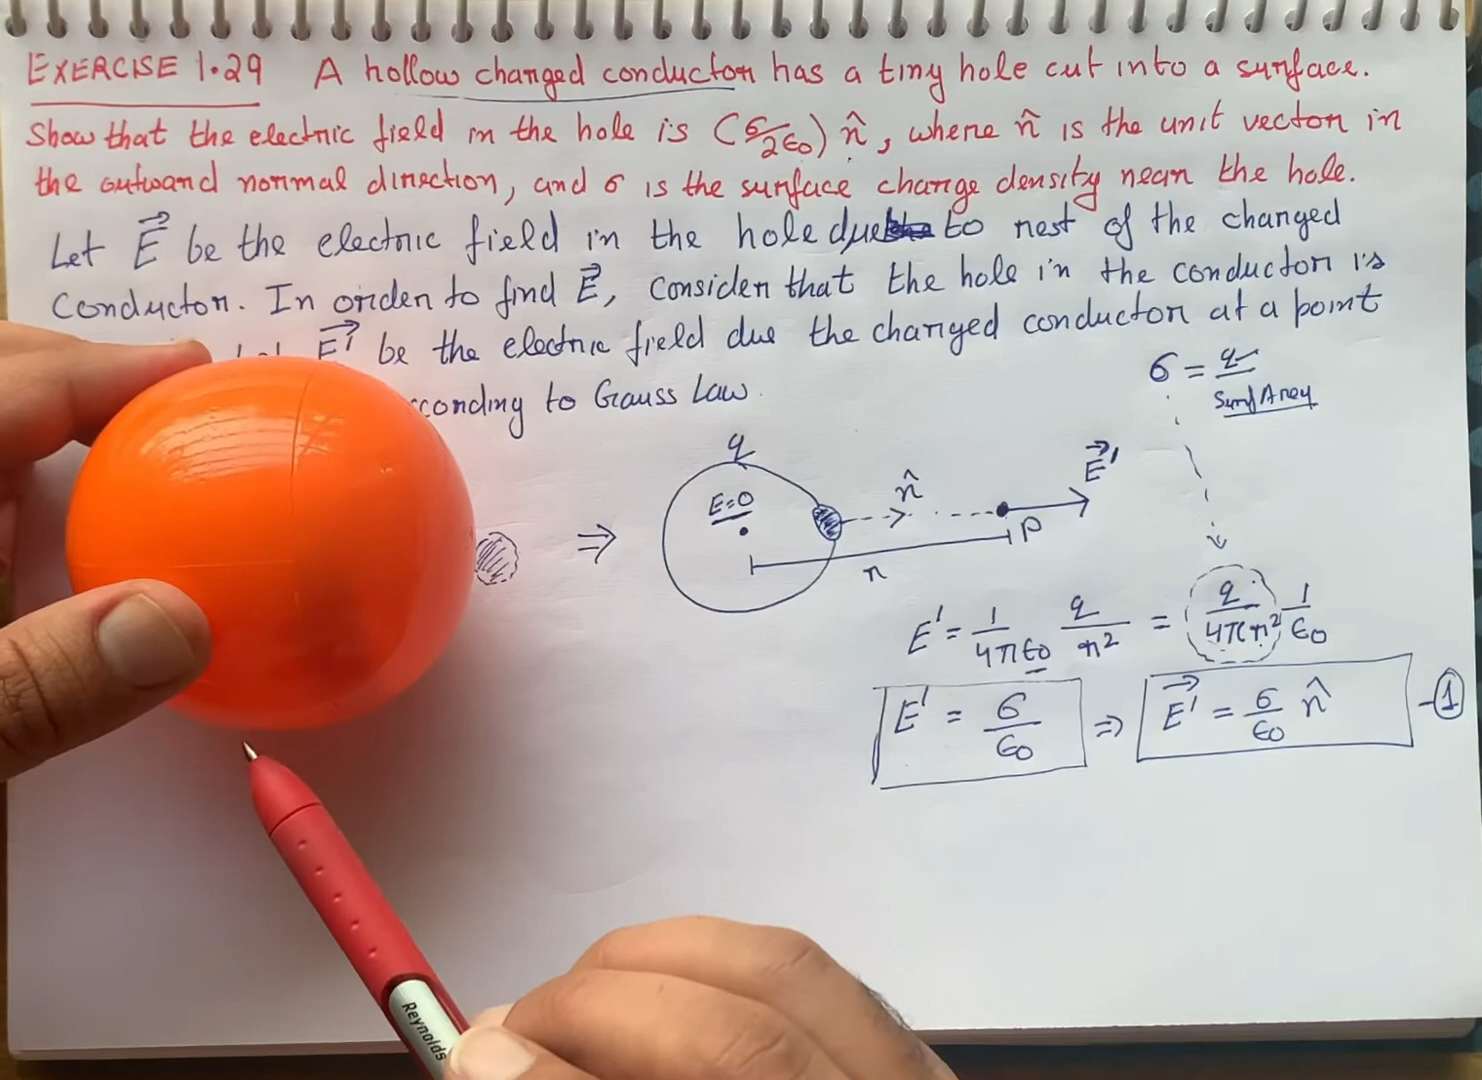 EXERCISE 1.29 A hollow charged conductor has a tiny hole cut into a surface.
Show that the electric field in the hole is (σ/2ϵ₀) n̂, where n̂ is the unit vector in
the outward normal direction, and σ is the surface charge density near the hole.
Let E⃗ be the electric field in the hole due to rest of the charged
Conductor. In order to find E⃗, Consider that the hole in the conductor is
E⃗' be the electric field due the charged conductor at a point
ccording to Gauss Law.
σ = q/Surf Area
q
E=0
n̂
E⃗'
P
⇒
r
E' = 1/4πϵ₀ q/r² = q/4πr² 1/ϵ₀
E' = σ/ϵ₀ ⇒ E⃗' = σ/ϵ₀ n̂ -①
Reynolds